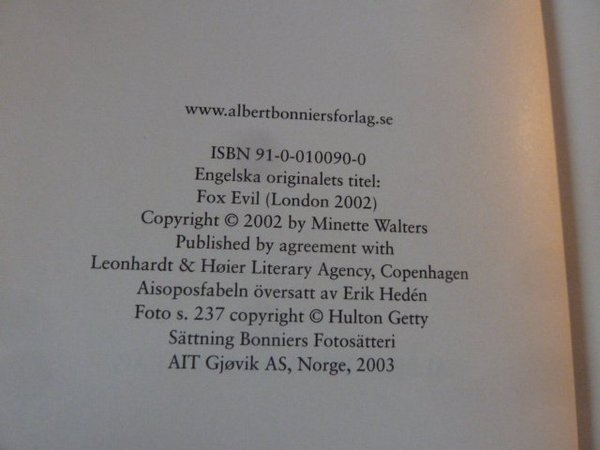 www.albertbonniersforlag.se
ISBN 91-0-010090-0
Engelska originalets titel:
Fox Evil (London 2002)
Copyright © 2002 by Minette Walters
Published by agreement with
Leonhardt & Høier Literary Agency, Copenhagen
Aisoposfabeln översatt av Erik Hedén
Foto s. 237 copyright © Hulton Getty
Sättning Bonniers Fotosätteri
AIT Gjøvik AS, Norge, 2003